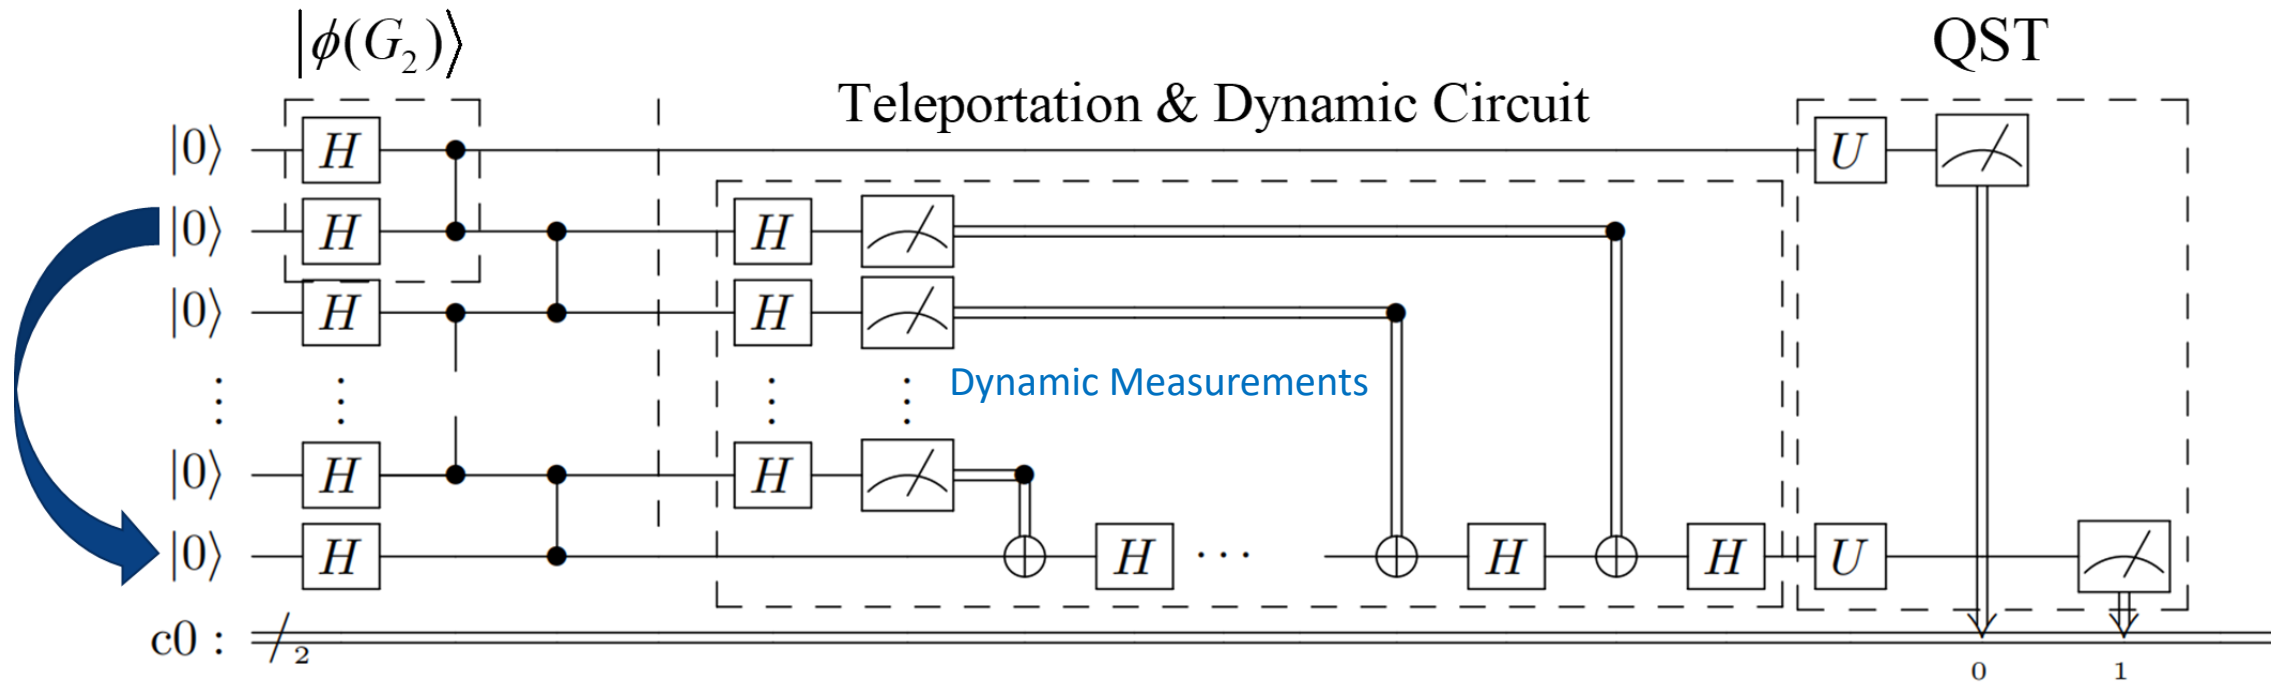 |ϕ(G₂)⟩
QST
Teleportation & Dynamic Circuit
|0⟩ H U
|0⟩ H H
|0⟩ H H
⋮ ⋮ ⋮ ⋮ Dynamic Measurements
|0⟩ H H
|0⟩ H H ··· H H U
c0 : 2
0 1